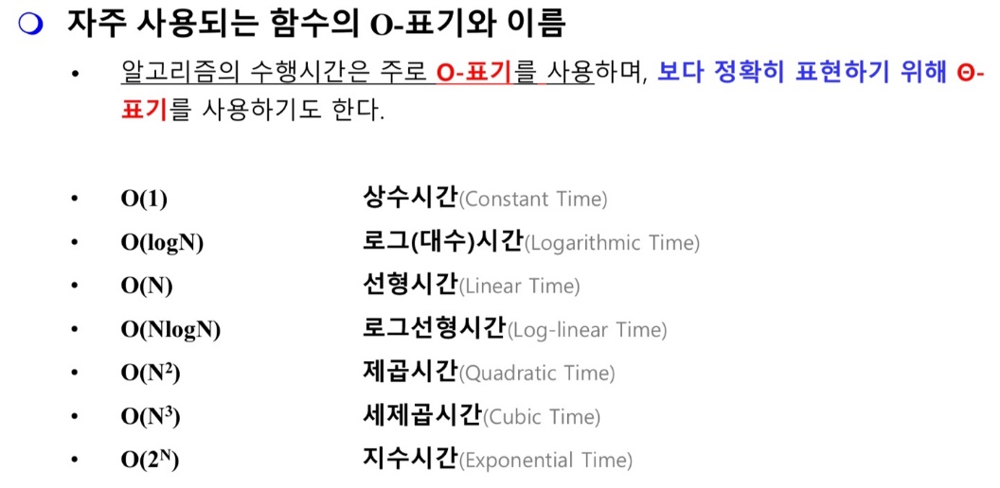 자주 사용되는 함수의 O-표기와 이름
• 알고리즘의 수행시간은 주로 O-표기를 사용하며, 보다 정확히 표현하기 위해 Θ-
표기를 사용하기도 한다.
• O(1) 상수시간(Constant Time)
• O(logN) 로그(대수)시간(Logarithmic Time)
• O(N) 선형시간(Linear Time)
• O(NlogN) 로그선형시간(Log-linear Time)
• O(N²) 제곱시간(Quadratic Time)
• O(N³) 세제곱시간(Cubic Time)
• O(2ᴺ) 지수시간(Exponential Time)